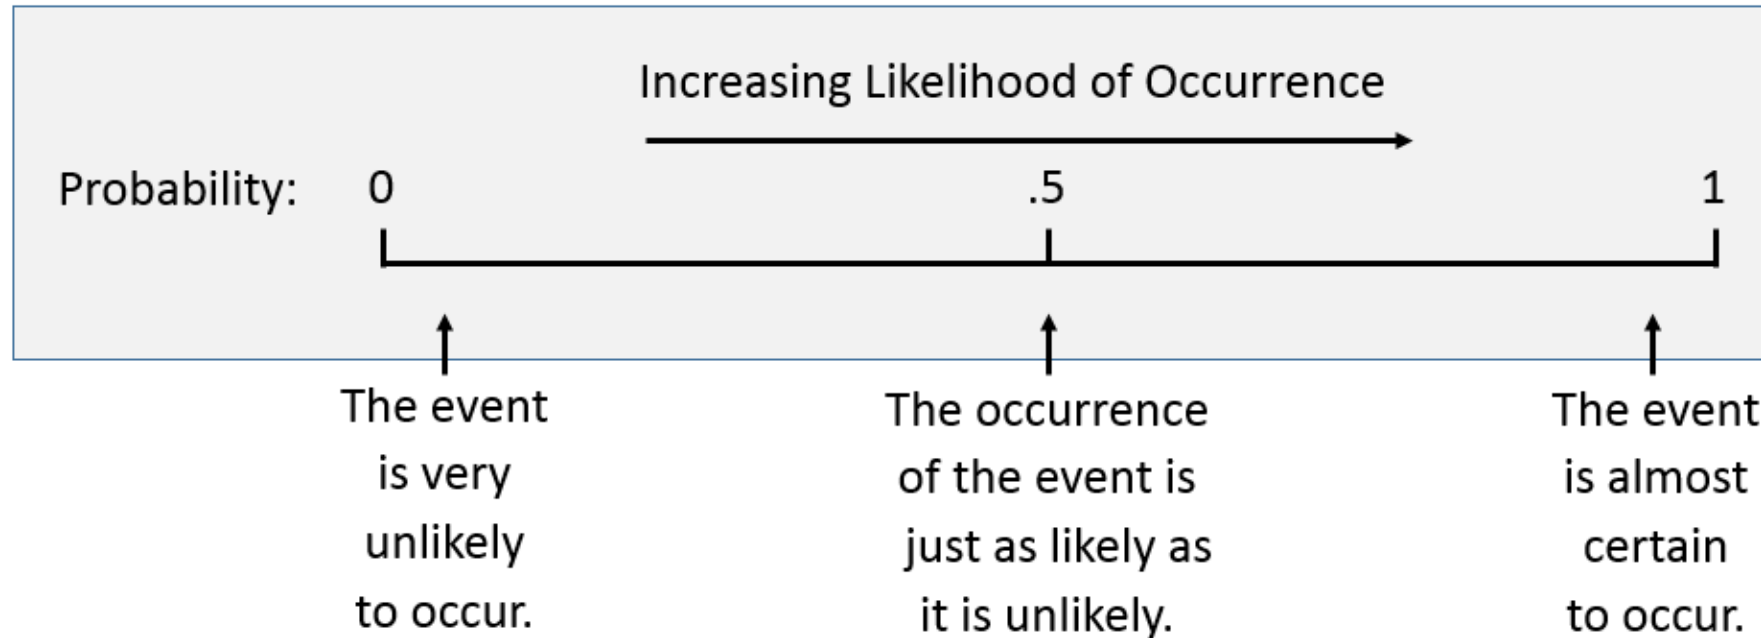 Increasing Likelihood of Occurrence
Probability: 0 .5 1
The event
is very
unlikely
to occur.
The occurrence
of the event is
just as likely as
it is unlikely.
The event
is almost
certain
to occur.